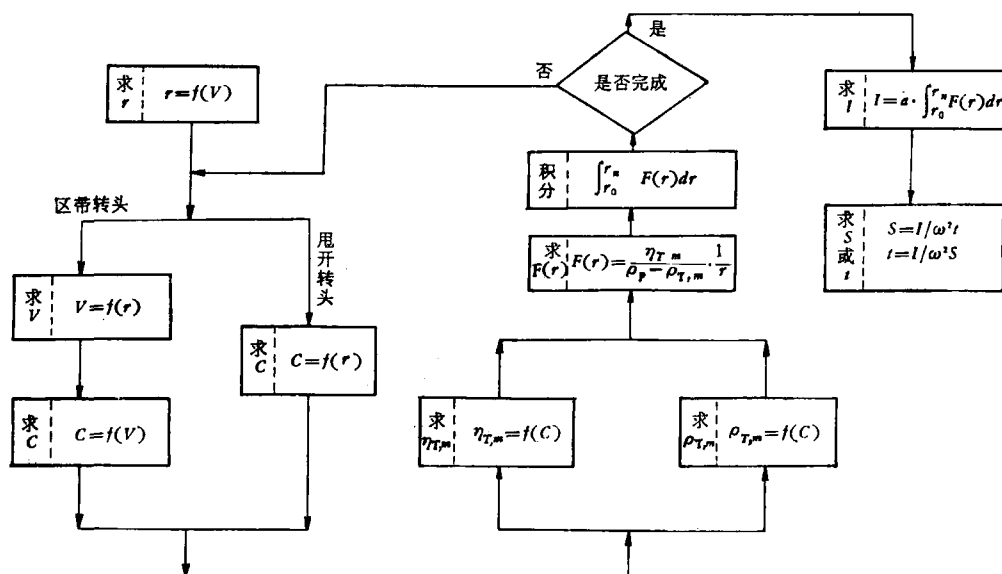 求
r
r=f(V)
区带转头
甩开转头
求
V
V=f(r)
求
C
C=f(V)
求
C
C=f(r)
否
是
是否完成
积分
∫_{r_0}^{r_n} F(r)dr
求
F(r)
F(r)=\frac{η_{T,m}}{ρ_p-ρ_{T,m}}·\frac{1}{r}
求
η_{T,m}
η_{T,m}=f(C)
求
ρ_{T,m}
ρ_{T,m}=f(C)
求
I
I=a·∫_{r_0}^{r_n}F(r)dr
求
S
或
t
S=I/ω²t
t=I/ω²S